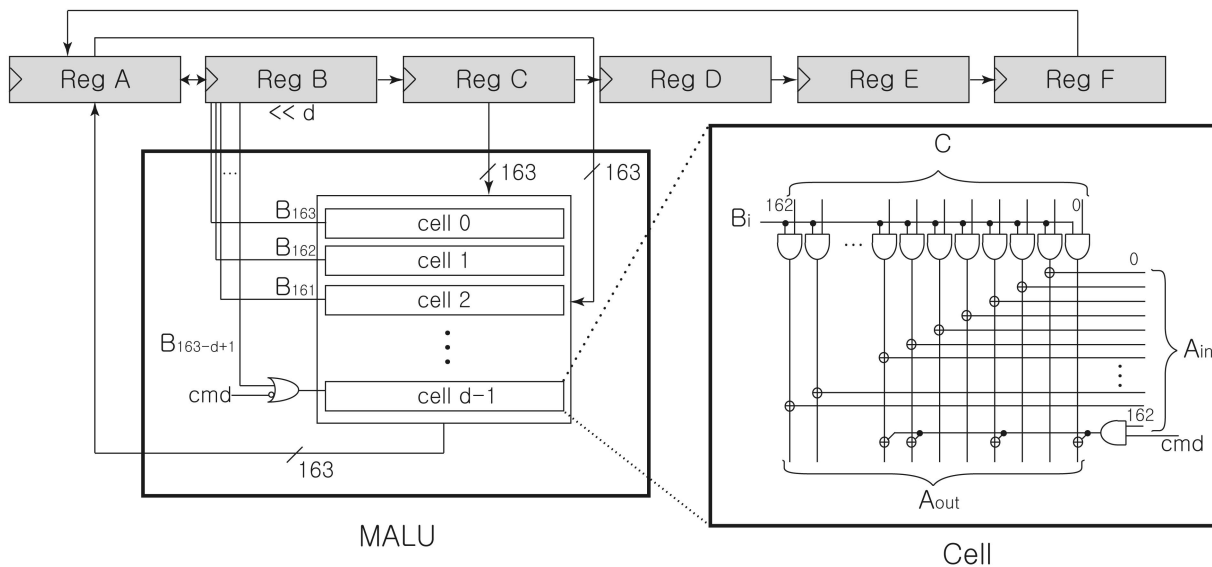 Reg A
Reg B
Reg C
Reg D
Reg E
Reg F
<< d
...
163
163
C
162
0
Bi
...
B163
cell 0
B162
cell 1
B161
cell 2
0
Ain
B163-d+1
cmd
cell d-1
162
cmd
163
Aout
MALU
Cell